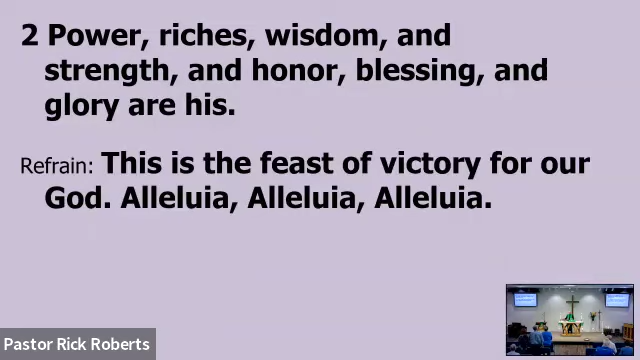 2 Power, riches, wisdom, and
strength, and honor, blessing, and
glory are his.
Refrain: This is the feast of victory for our
God. Alleluia, Alleluia, Alleluia.
Pastor Rick Roberts